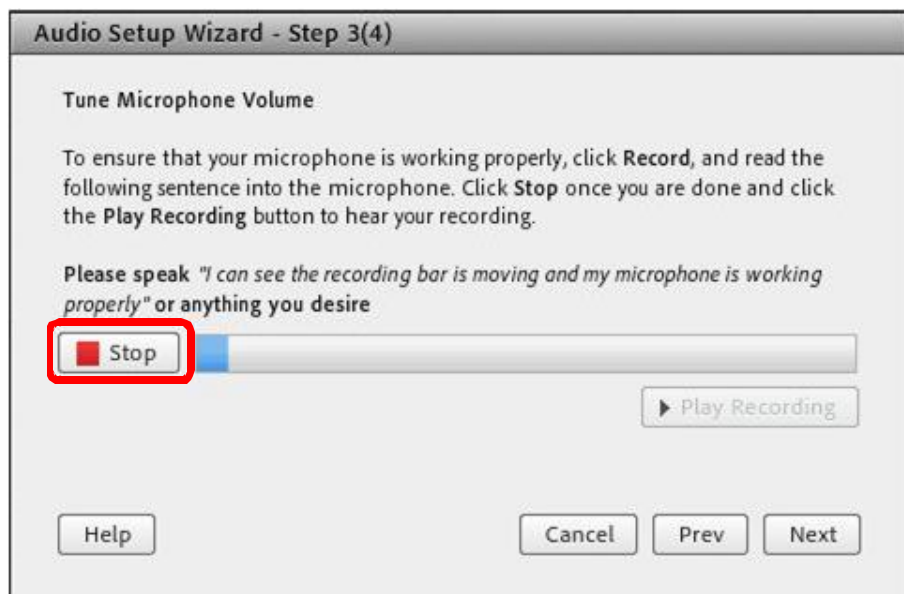 Audio Setup Wizard - Step 3(4)
Tune Microphone Volume
To ensure that your microphone is working properly, click Record, and read the
following sentence into the microphone. Click Stop once you are done and click
the Play Recording button to hear your recording.
Please speak "I can see the recording bar is moving and my microphone is working
properly" or anything you desire
Stop
Play Recording
Help Cancel Prev Next